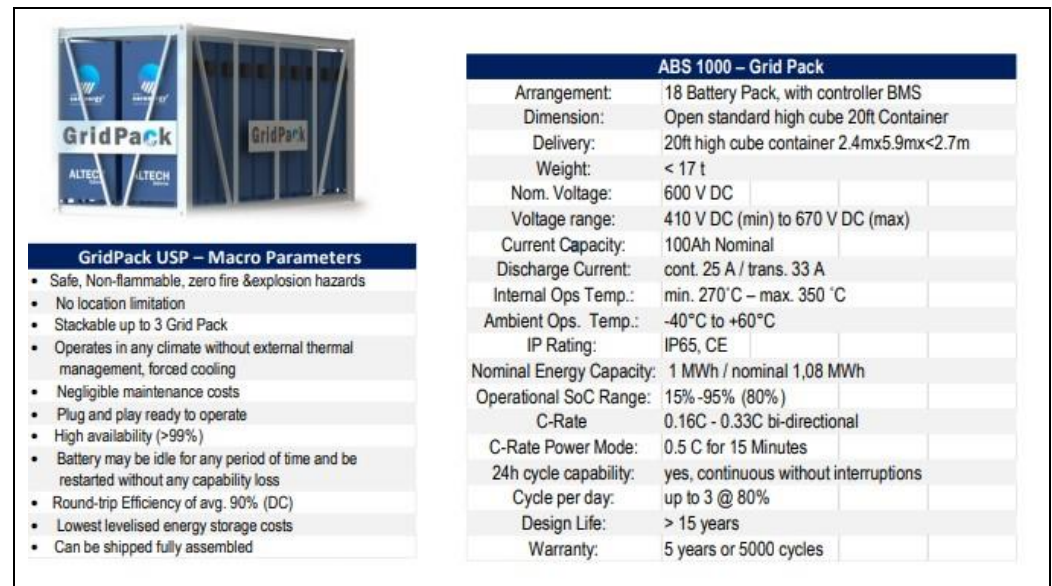 GridPack
GridPack
ALTECH
ALTECH
GridPack USP – Macro Parameters
• Safe, Non-flammable, zero fire &explosion hazards
• No location limitation
• Stackable up to 3 Grid Pack
• Operates in any climate without external thermal
management, forced cooling
• Negligible maintenance costs
• Plug and play ready to operate
• High availability (>99%)
• Battery may be idle for any period of time and be
restarted without any capability loss
• Round-trip Efficiency of avg. 90% (DC)
• Lowest levelised energy storage costs
• Can be shipped fully assembled
ABS 1000 – Grid Pack
Arrangement: 18 Battery Pack, with controller BMS
Dimension: Open standard high cube 20ft Container
Delivery: 20ft high cube container 2.4mx5.9mx<2.7m
Weight: < 17 t
Nom. Voltage: 600 V DC
Voltage range: 410 V DC (min) to 670 V DC (max)
Current Capacity: 100Ah Nominal
Discharge Current: cont. 25 A / trans. 33 A
Internal Ops Temp.: min. 270˚C – max. 350 ˚C
Ambient Ops. Temp.: -40°C to +60°C
IP Rating: IP65, CE
Nominal Energy Capacity: 1 MWh / nominal 1,08 MWh
Operational SoC Range: 15%-95% (80%)
C-Rate 0.16C - 0.33C bi-directional
C-Rate Power Mode: 0.5 C for 15 Minutes
24h cycle capability: yes, continuous without interruptions
Cycle per day: up to 3 @ 80%
Design Life: > 15 years
Warranty: 5 years or 5000 cycles